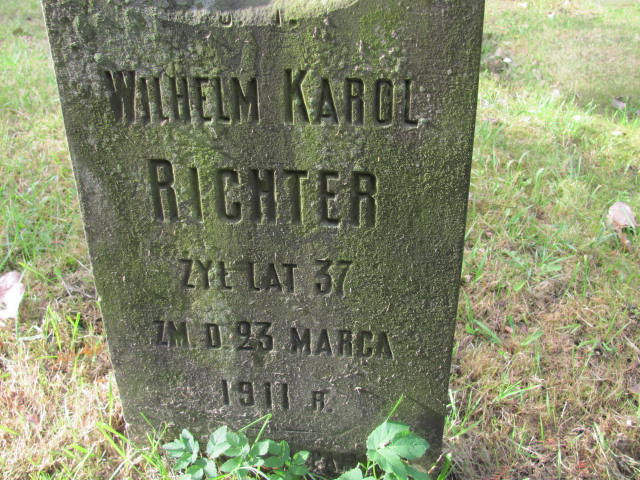 WILHELM KAROL
RICHTER
ŻYŁ LAT 37
ZM. D. 23 MARCA
1911 R.